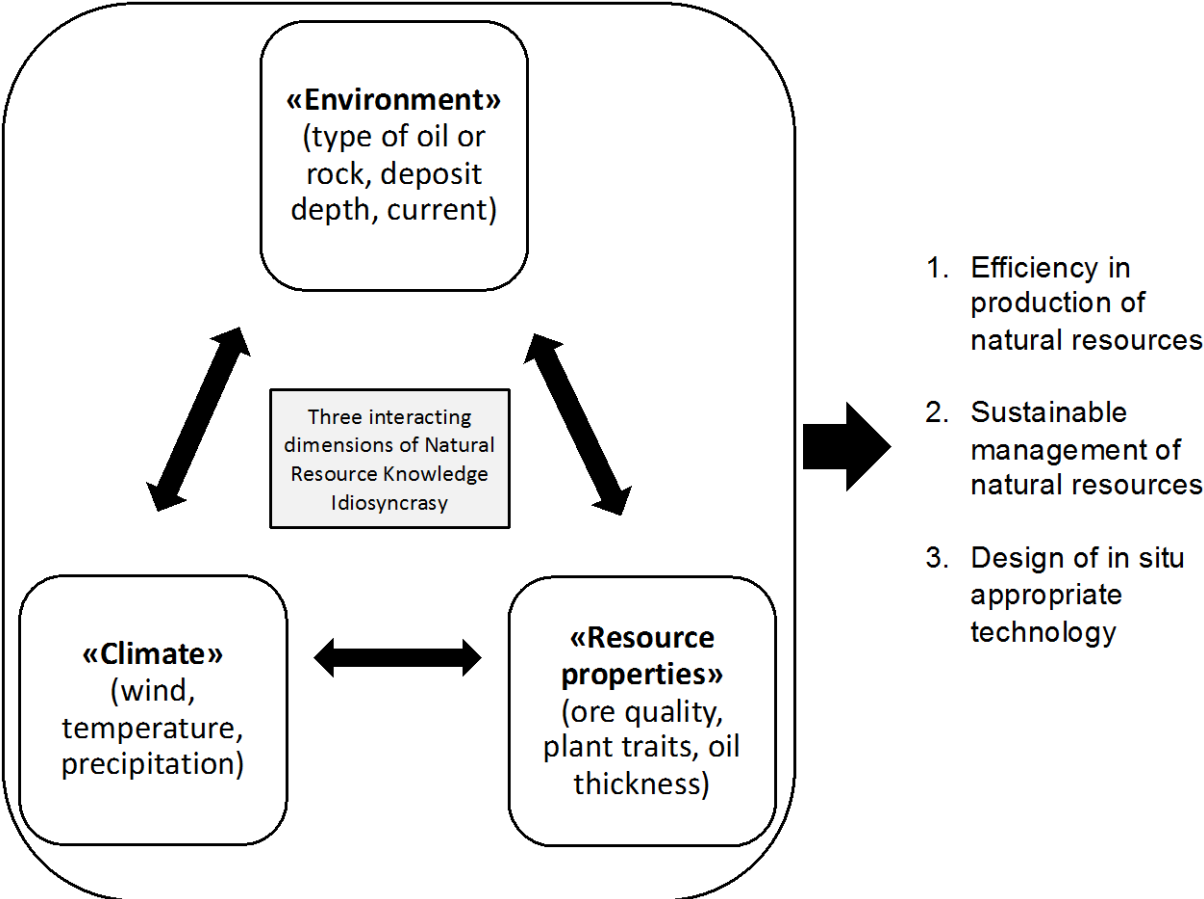 «Environment»
(type of oil or
rock, deposit
depth, current)
Three interacting
dimensions of Natural
Resource Knowledge
Idiosyncrasy
«Climate»
(wind,
temperature,
precipitation)
«Resource
properties»
(ore quality,
plant traits, oil
thickness)
1. Efficiency in
production of
natural resources
2. Sustainable
management of
natural resources
3. Design of in situ
appropriate
technology